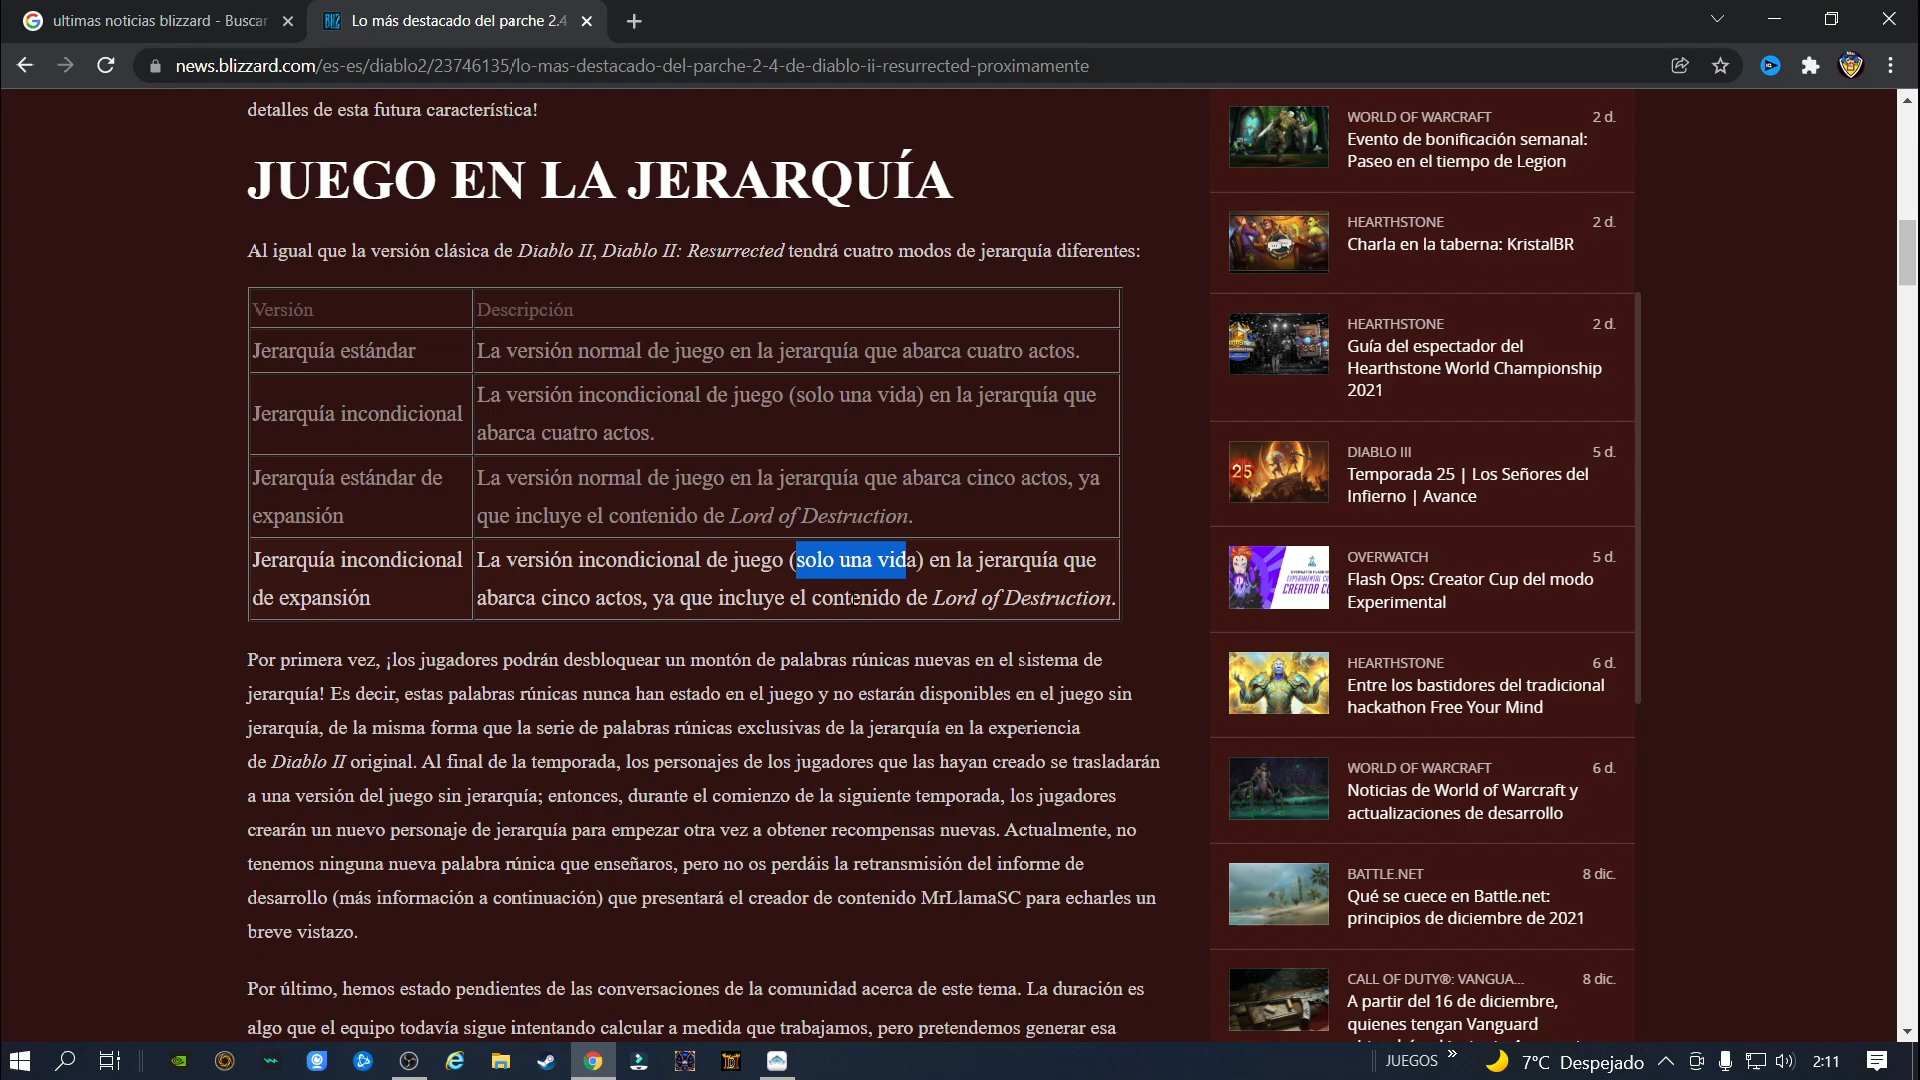 ultimas noticias blizzard - Buscar
Lo más destacado del parche 2.4
news.blizzard.com/es-es/diablo2/23746135/lo-mas-destacado-del-parche-2-4-de-diablo-ii-resurrected-proximamente
detalles de esta futura característica!
JUEGO EN LA JERARQUÍA
Al igual que la versión clásica de Diablo II, Diablo II: Resurrected tendrá cuatro modos de jerarquía diferentes:
Versión
Descripción
Jerarquía estándar
La versión normal de juego en la jerarquía que abarca cuatro actos.
Jerarquía incondicional
La versión incondicional de juego (solo una vida) en la jerarquía que
abarca cuatro actos.
Jerarquía estándar de
expansión
La versión normal de juego en la jerarquía que abarca cinco actos, ya
que incluye el contenido de Lord of Destruction.
Jerarquía incondicional
de expansión
La versión incondicional de juego (solo una vida) en la jerarquía que
abarca cinco actos, ya que incluye el contenido de Lord of Destruction.
Por primera vez, ¡los jugadores podrán desbloquear un montón de palabras rúnicas nuevas en el sistema de
jerarquía! Es decir, estas palabras rúnicas nunca han estado en el juego y no estarán disponibles en el juego sin
jerarquía, de la misma forma que la serie de palabras rúnicas exclusivas de la jerarquía en la experiencia
de Diablo II original. Al final de la temporada, los personajes de los jugadores que las hayan creado se trasladarán
a una versión del juego sin jerarquía; entonces, durante el comienzo de la siguiente temporada, los jugadores
crearán un nuevo personaje de jerarquía para empezar otra vez a obtener recompensas nuevas. Actualmente, no
tenemos ninguna nueva palabra rúnica que enseñaros, pero no os perdáis la retransmisión del informe de
desarrollo (más información a continuación) que presentará el creador de contenido MrLlamaSC para echarles un
breve vistazo.
Por último, hemos estado pendientes de las conversaciones de la comunidad acerca de este tema. La duración es
algo que el equipo todavía sigue intentando calcular a medida que trabajamos, pero pretendemos generar esa
WORLD OF WARCRAFT 2 d.
Evento de bonificación semanal:
Paseo en el tiempo de Legion
HEARTHSTONE 2 d.
Charla en la taberna: KristalBR
HEARTHSTONE 2 d.
Guía del espectador del
Hearthstone World Championship
2021
DIABLO III 5 d.
25
Temporada 25 | Los Señores del
Infierno | Avance
OVERWATCH 5 d.
Flash Ops: Creator Cup del modo
Experimental
HEARTHSTONE 6 d.
Entre los bastidores del tradicional
hackathon Free Your Mind
WORLD OF WARCRAFT 6 d.
Noticias de World of Warcraft y
actualizaciones de desarrollo
BATTLE.NET 8 dic.
Qué se cuece en Battle.net:
principios de diciembre de 2021
CALL OF DUTY®: VANGUA... 8 dic.
A partir del 16 de diciembre,
quienes tengan Vanguard
JUEGOS »
7°C Despejado
2:11